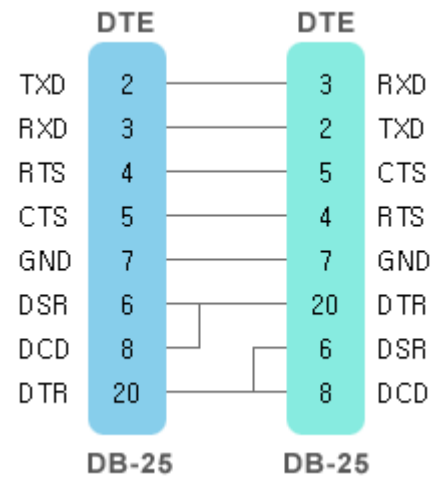 DTE DTE
TXD 2 3 RXD
RXD 3 2 TXD
RTS 4 5 CTS
CTS 5 4 RTS
GND 7 7 GND
DSR 6 20 DTR
DCD 8 6 DSR
DTR 20 8 DCD
DB-25 DB-25